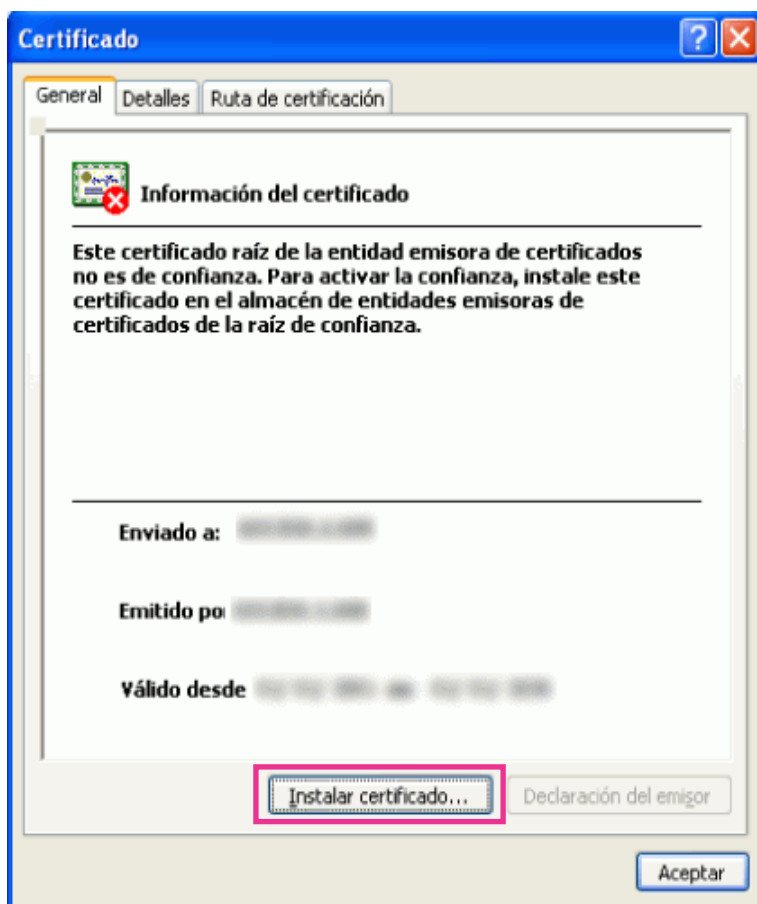 Certificado
General Detalles Ruta de certificación
Información del certificado
Este certificado raíz de la entidad emisora de certificados
no es de confianza. Para activar la confianza, instale este
certificado en el almacén de entidades emisoras de
certificados de la raíz de confianza.
Enviado a:
Emitido po
Válido desde
Instalar certificado... Declaración del emisor
Aceptar